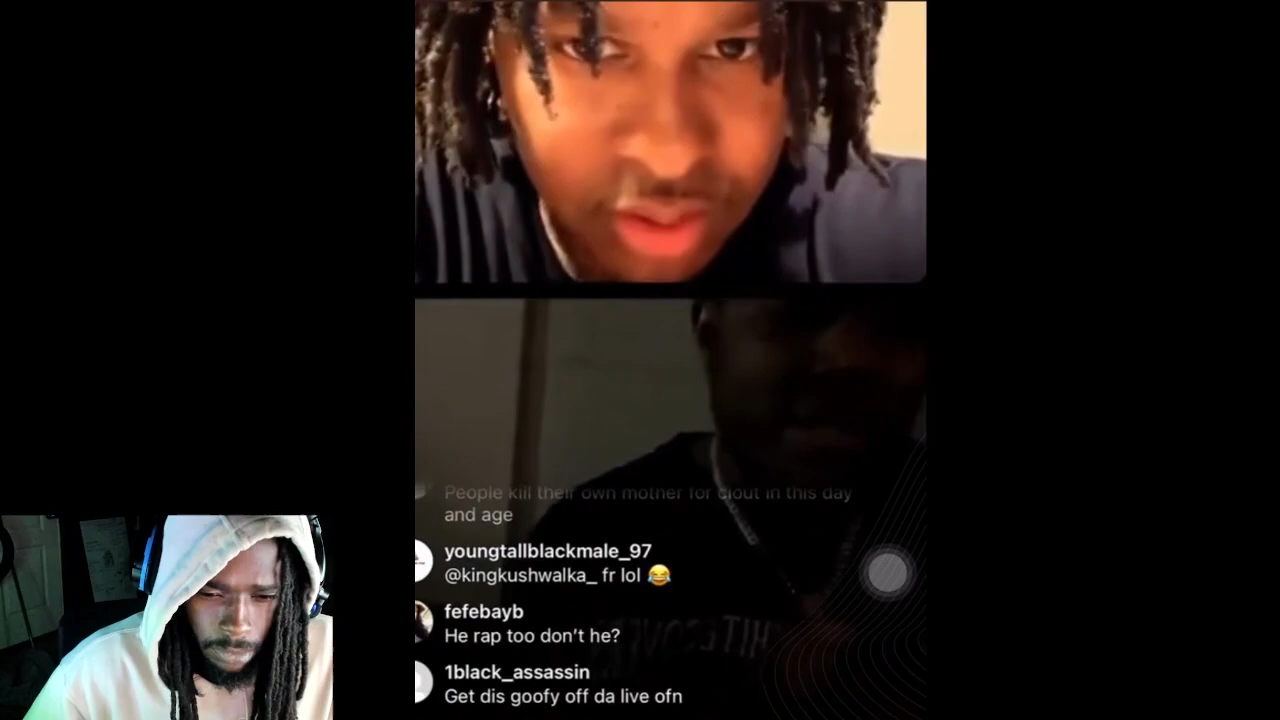 People kill their own mother for clout in this day
and age
youngtallblackmale_97
@kingkushwalka_ fr lol 😂
fefebayb
He rap too don't he?
1black_assassin
Get dis goofy off da live ofn